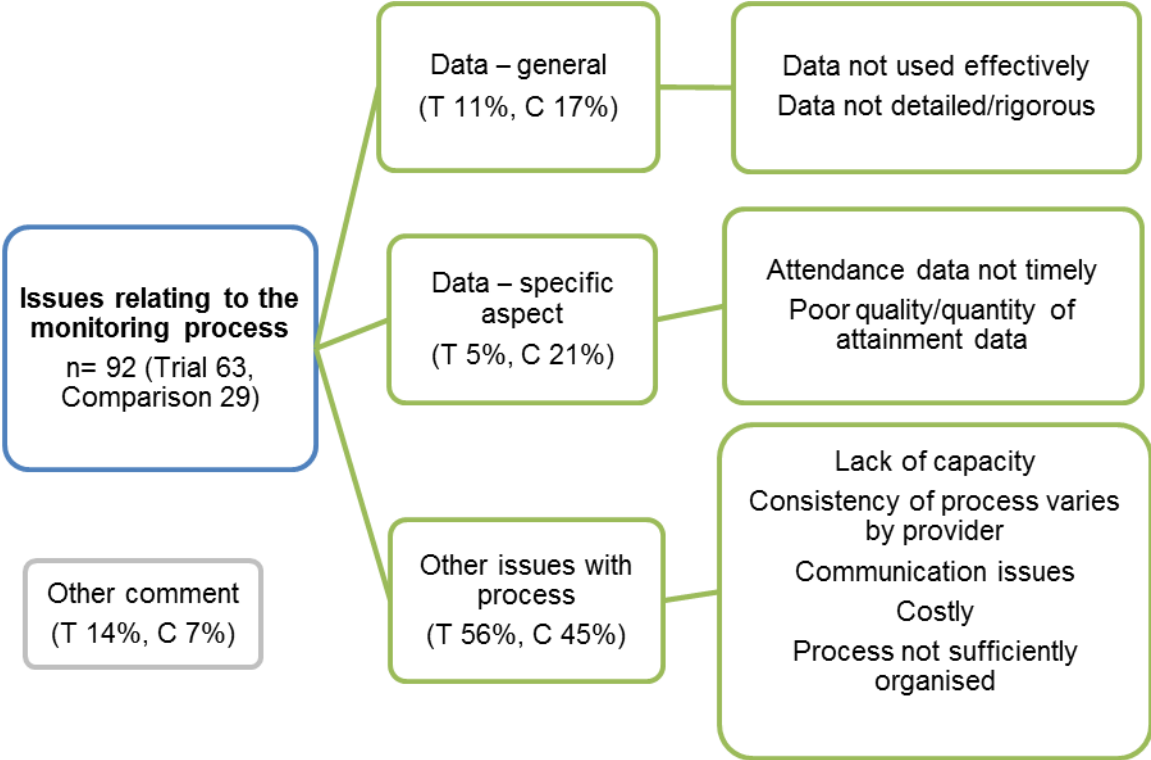 Issues relating to the
monitoring process
n= 92 (Trial 63,
Comparison 29)
Other comment
(T 14%, C 7%)
Data – general
(T 11%, C 17%)
Data not used effectively
Data not detailed/rigorous
Data – specific
aspect
(T 5%, C 21%)
Attendance data not timely
Poor quality/quantity of
attainment data
Other issues with
process
(T 56%, C 45%)
Lack of capacity
Consistency of process varies
by provider
Communication issues
Costly
Process not sufficiently
organised